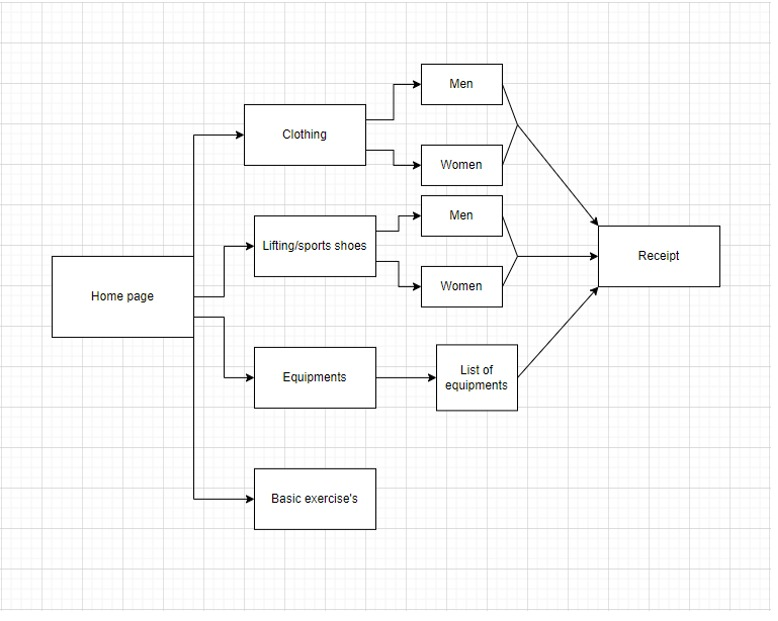 Men
Clothing
Women
Men
Lifting/sports shoes
Women
Receipt
Home page
Equipments
List of
equipments
Basic exercise's